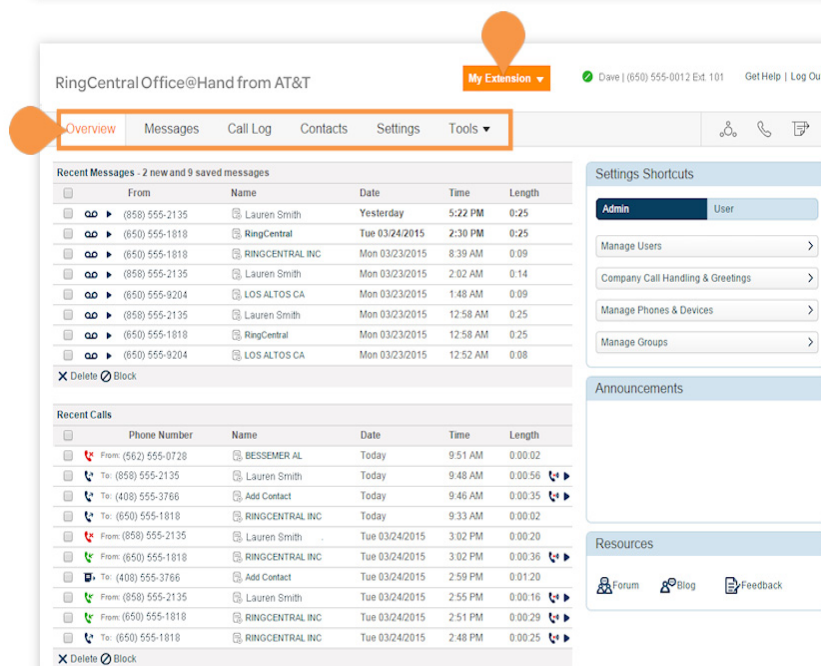 RingCentral Office@Hand from AT&T
My Extension
Dave | (650) 555-0012 Ext. 101
Get Help | Log Ou
Overview Messages Call Log Contacts Settings Tools
Recent Messages - 2 new and 9 saved messages
From Name Date Time Length
(858) 555-2135 Lauren Smith Yesterday 5:22 PM 0:25
(650) 555-1818 RingCentral Tue 03/24/2015 2:30 PM 0:25
(650) 555-1818 RINGCENTRAL INC Mon 03/23/2015 8:39 AM 0:09
(858) 555-2135 Lauren Smith Mon 03/23/2015 2:02 AM 0:14
(650) 555-9204 LOS ALTOS CA Mon 03/23/2015 1:48 AM 0:09
(858) 555-2135 Lauren Smith Mon 03/23/2015 12:58 AM 0:25
(650) 555-1818 RingCentral Mon 03/23/2015 12:58 AM 0:25
(650) 555-9204 LOS ALTOS CA Mon 03/23/2015 12:52 AM 0:08
Delete Block
Recent Calls
Phone Number Name Date Time Length
From: (562) 555-0728 BESSEMER AL Today 9:51 AM 0:00:02
To: (858) 555-2135 Lauren Smith Today 9:48 AM 0:00:56
To: (408) 555-3766 Add Contact Today 9:46 AM 0:00:35
To: (650) 555-1818 RINGCENTRAL INC Today 9:33 AM 0:00:02
From: (858) 555-2135 Lauren Smith Tue 03/24/2015 3:02 PM 0:00:20
From: (650) 555-1818 RINGCENTRAL INC Tue 03/24/2015 3:02 PM 0:00:36
To: (408) 555-3766 Add Contact Tue 03/24/2015 2:59 PM 0:01:20
From: (858) 555-2135 Lauren Smith Tue 03/24/2015 2:55 PM 0:00:16
From: (650) 555-1818 RINGCENTRAL INC Tue 03/24/2015 2:51 PM 0:00:29
To: (650) 555-1818 RINGCENTRAL INC Tue 03/24/2015 2:48 PM 0:00:25
Delete Block
Settings Shortcuts
Admin User
Manage Users
Company Call Handling & Greetings
Manage Phones & Devices
Manage Groups
Announcements
Resources
Forum Blog Feedback